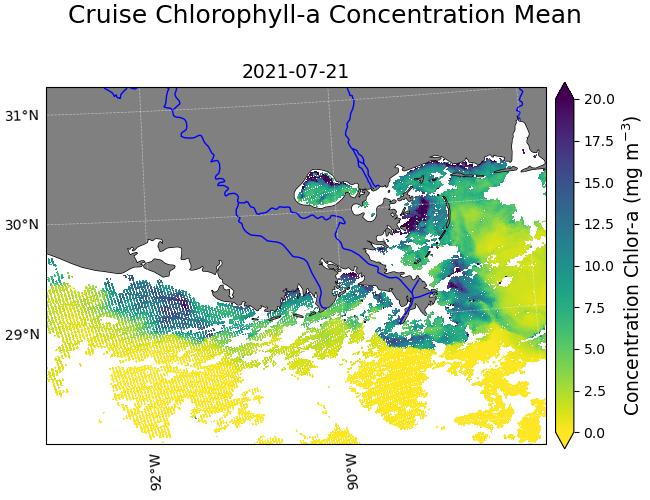 Cruise Chlorophyll-a Concentration Mean
2021-07-21
31°N
30°N
29°N
92°W
90°W
20.0
17.5
15.0
12.5
10.0
7.5
5.0
2.5
0.0
Concentration Chlor-a (mg m⁻³)